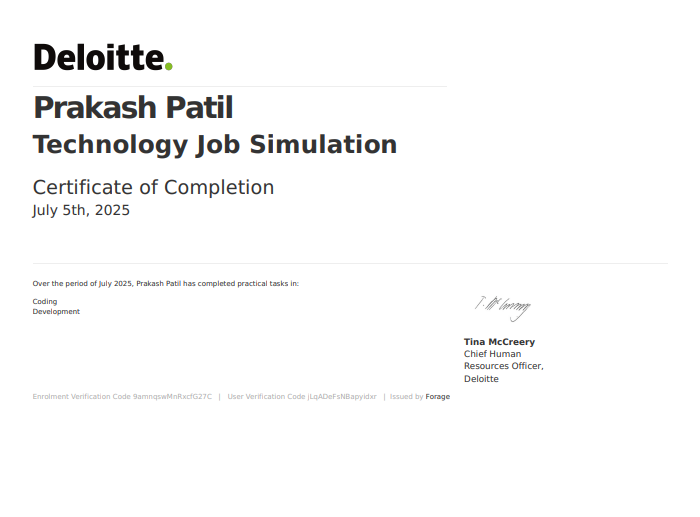 Deloitte.
Prakash Patil
Technology Job Simulation
Certificate of Completion
July 5th, 2025
Over the period of July 2025, Prakash Patil has completed practical tasks in:
Coding
Development
Tina McCreery
Chief Human
Resources Officer,
Deloitte
Enrolment Verification Code 9amnqswMnRxcfG27C | User Verification Code jLqADeFsNBapyidxr | Issued by Forage